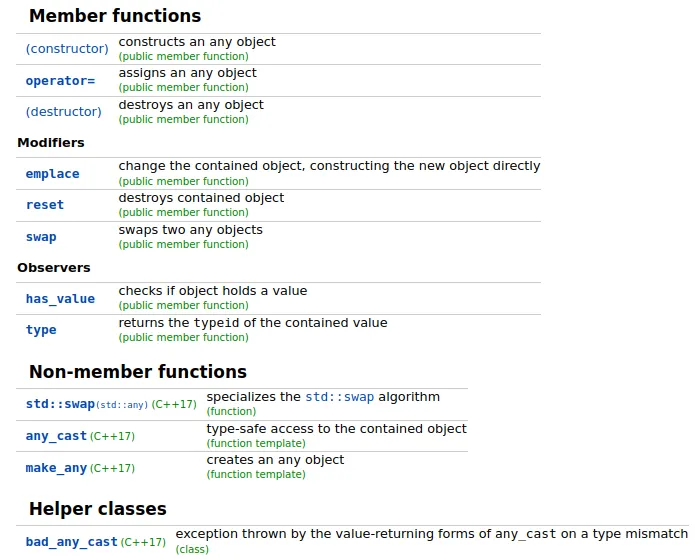 Member functions
(constructor) constructs an any object
(public member function)
operator= assigns an any object
(public member function)
(destructor) destroys an any object
(public member function)
Modifiers
emplace change the contained object, constructing the new object directly
(public member function)
reset destroys contained object
(public member function)
swap swaps two any objects
(public member function)
Observers
has_value checks if object holds a value
(public member function)
type returns the typeid of the contained value
(public member function)
Non-member functions
std::swap(std::any) (C++17) specializes the std::swap algorithm
(function)
any_cast (C++17) type-safe access to the contained object
(function template)
make_any (C++17) creates an any object
(function template)
Helper classes
bad_any_cast (C++17) exception thrown by the value-returning forms of any_cast on a type mismatch
(class)